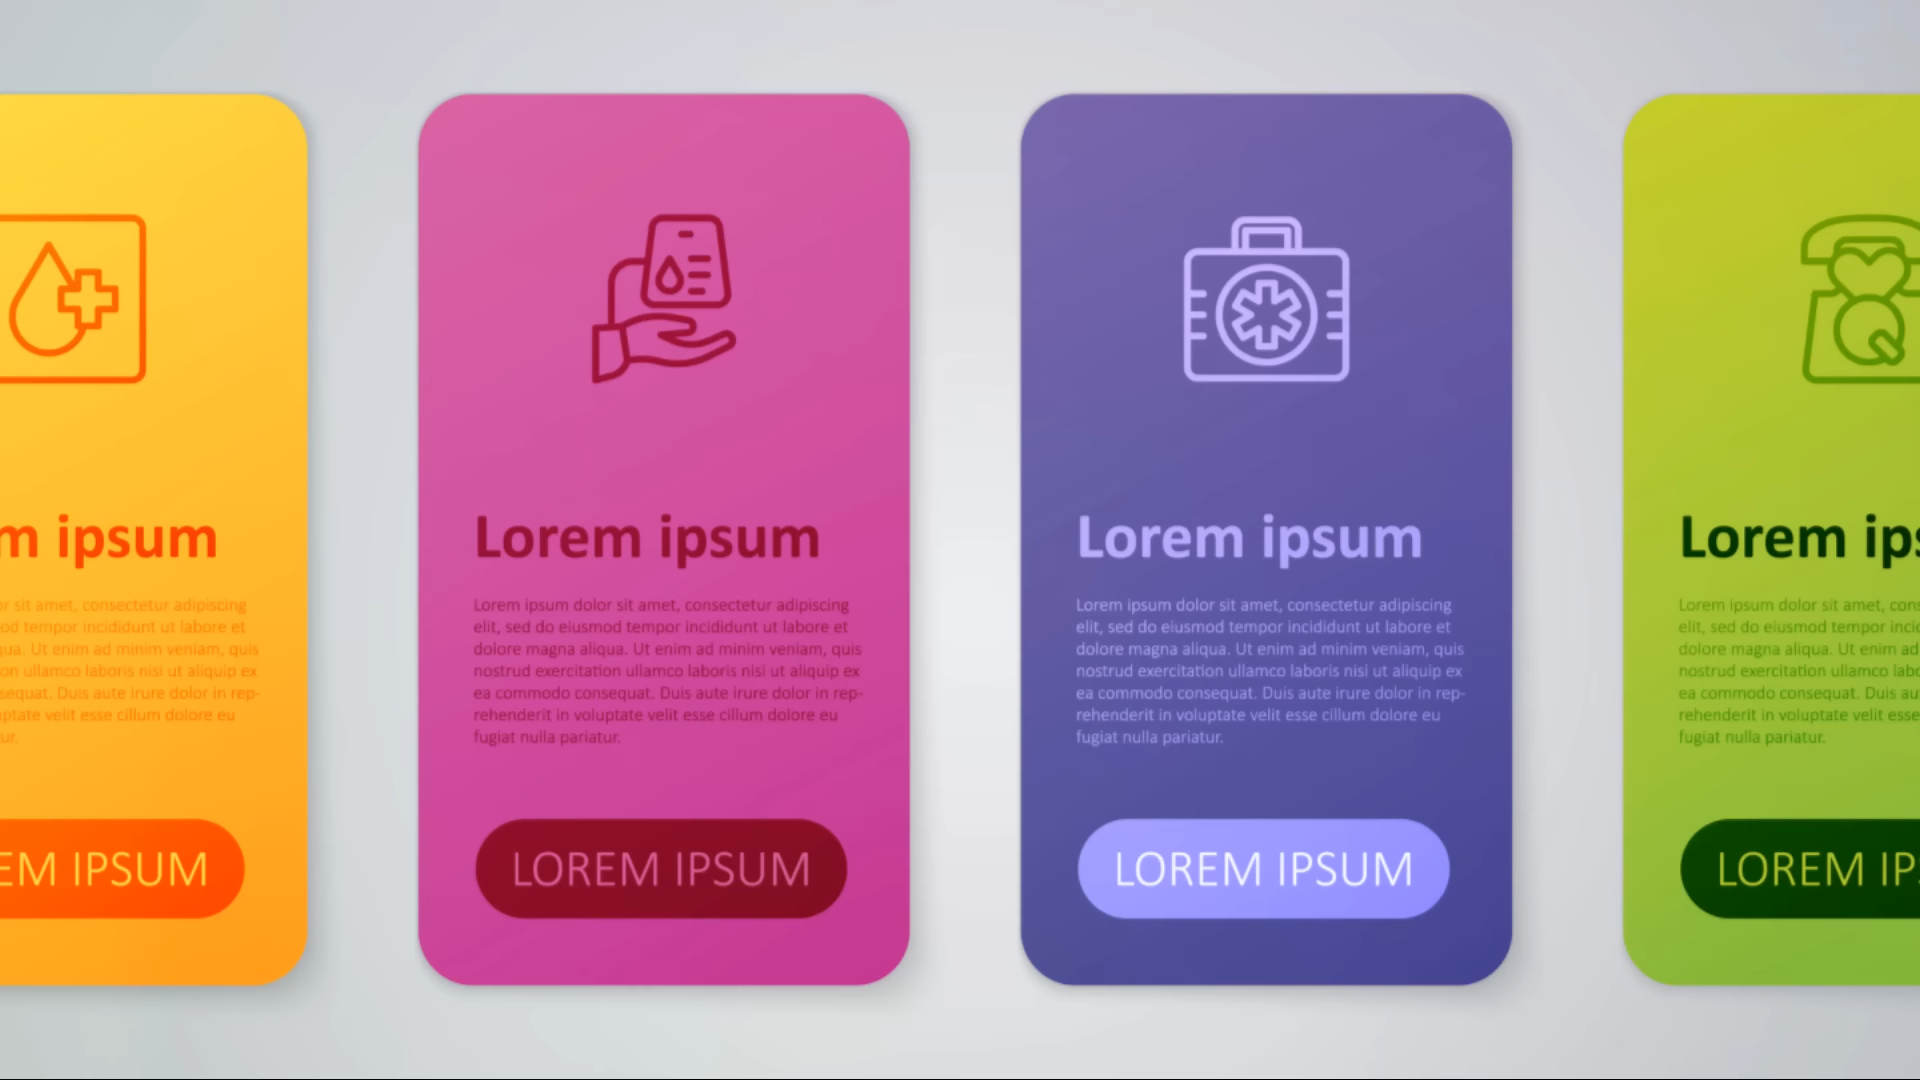 m ipsum
or sit amet, consectetur adipiscing
od tempor incididunt ut labore et
qua. Ut enim ad minim veniam, quis
on ullamco laboris nisi ut aliquip ex
sequat. Duis aute irure dolor in rep-
uptate velit esse cillum dolore eu
ur.
EM IPSUM
Lorem ipsum
Lorem ipsum dolor sit amet, consectetur adipiscing
elit, sed do eiusmod tempor incididunt ut labore et
dolore magna aliqua. Ut enim ad minim veniam, quis
nostrud exercitation ullamco laboris nisi ut aliquip ex
ea commodo consequat. Duis aute irure dolor in rep-
rehenderit in voluptate velit esse cillum dolore eu
fugiat nulla pariatur.
LOREM IPSUM
Lorem ipsum
Lorem ipsum dolor sit amet, consectetur adipiscing
elit, sed do eiusmod tempor incididunt ut labore et
dolore magna aliqua. Ut enim ad minim veniam, quis
nostrud exercitation ullamco laboris nisi ut aliquip ex
ea commodo consequat. Duis aute irure dolor in rep-
rehenderit in voluptate velit esse cillum dolore eu
fugiat nulla pariatur.
LOREM IPSUM
Lorem ips
Lorem ipsum dolor sit amet, cons
elit, sed do eiusmod tempor incid
dolore magna aliqua. Ut enim ad
nostrud exercitation ullamco labo
ea commodo consequat. Duis au
rehenderit in voluptate velit esse
fugiat nulla pariatur.
LOREM IP